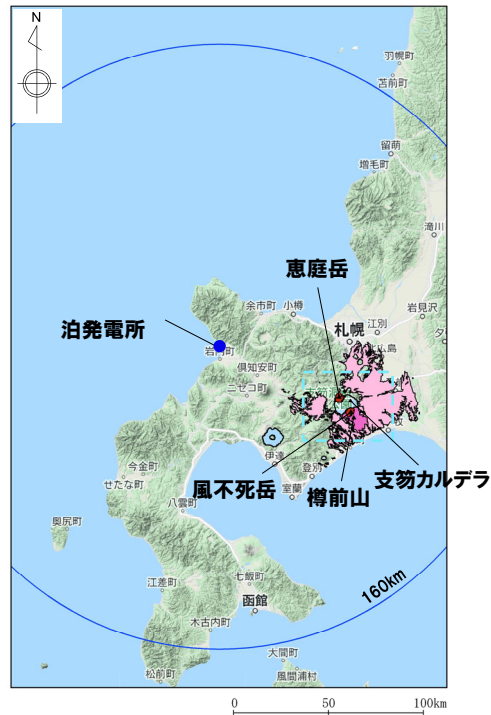 N
羽幌町
苫前町
留萌
増毛町
滝川
恵庭岳
余市町
小樽
岩見沢
札幌
江別
泊発電所
北広島
岩内町
倶知安町
ニセコ町
伊達
登別
支笏カルデラ
風不死岳
樽前山
室蘭
今金町
せたな町
八雲町
奥尻町
160km
江差町
七飯町
函館
木古内町
松前町
大間町
風間浦村
0 50 100km